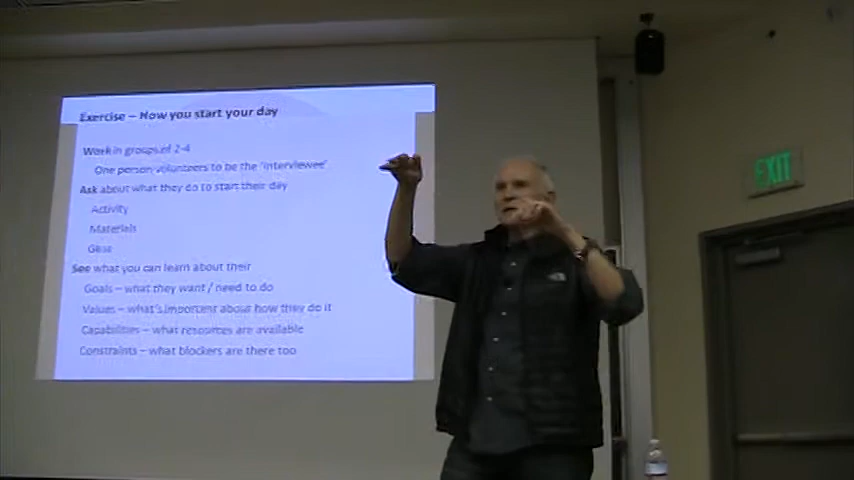 Exercise – How you start your day
Work in groups of 2-4
One person volunteers to be the 'interviewee'
Ask about what they do to start their day
Activity
Materials
Gear
See what you can learn about their
Goals – what they want / need to do
Values – what's important about how they do it
Capabilities – what resources are available
Constraints – what blockers are there too
EXIT